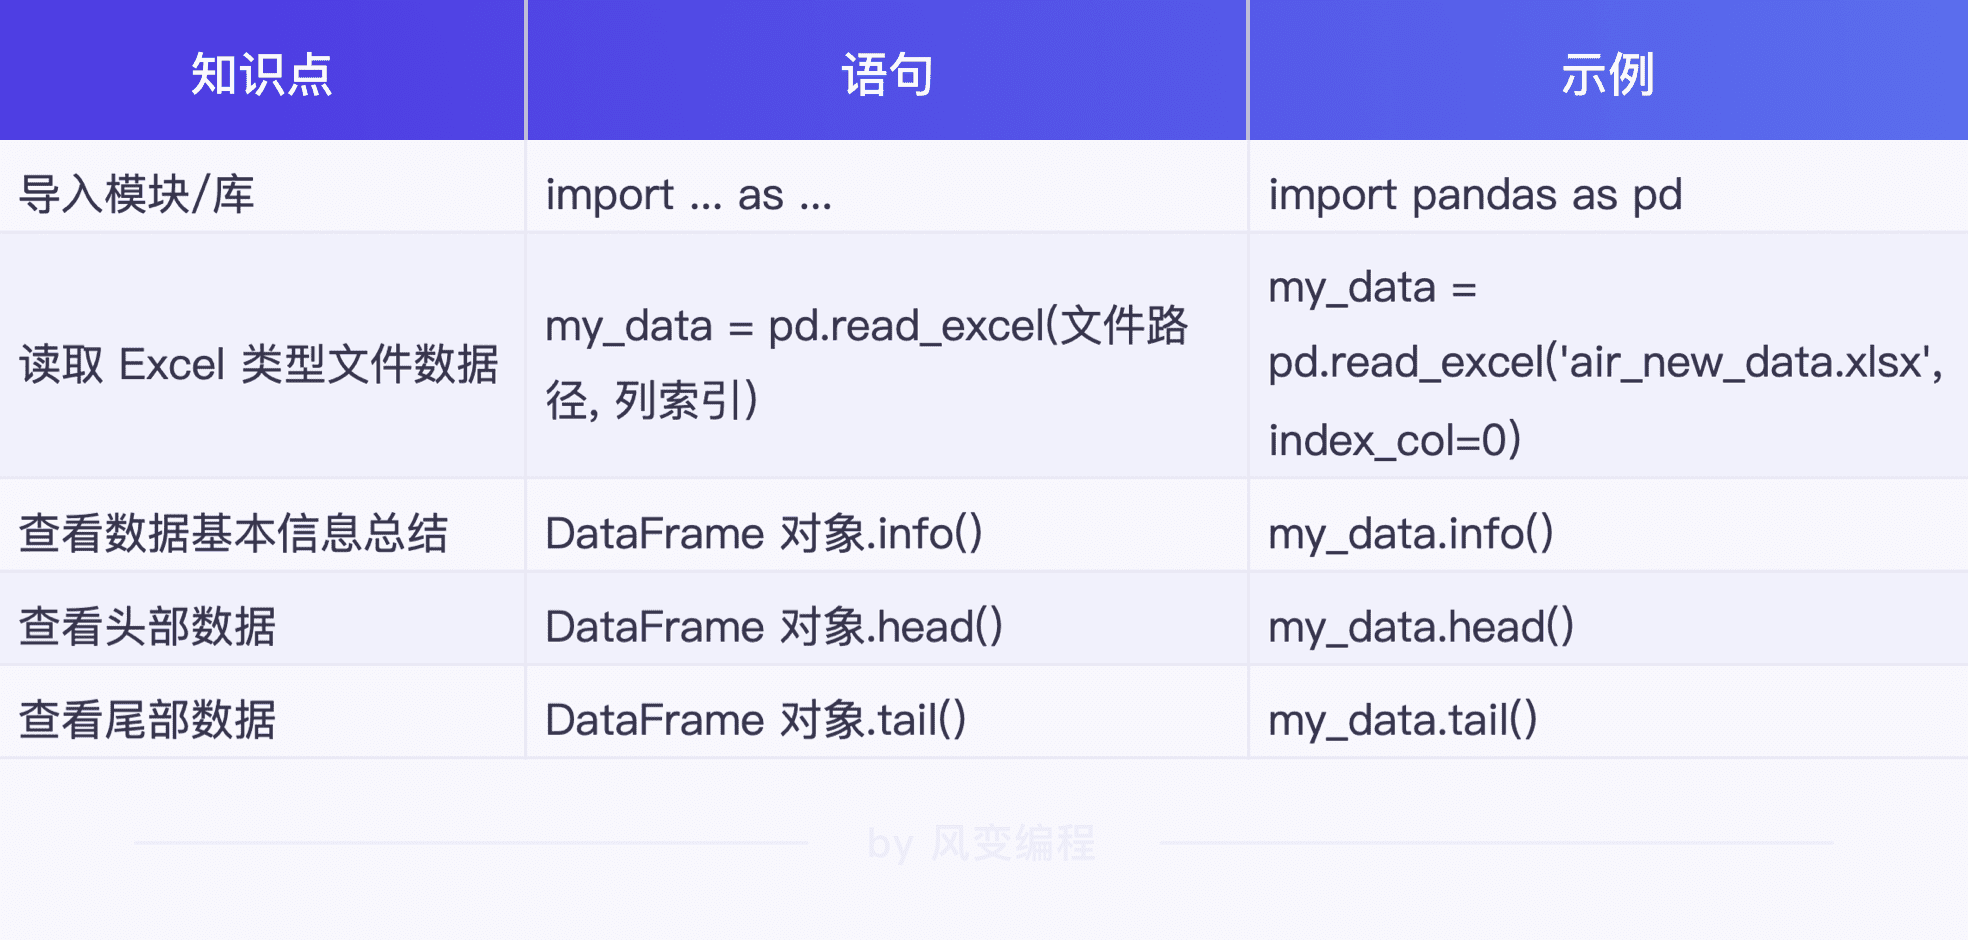 知识点
语句
示例
导入模块/库
import ... as ...
import pandas as pd
读取 Excel 类型文件数据
my_data = pd.read_excel(文件路
径, 列索引)
my_data =
pd.read_excel('air_new_data.xlsx',
index_col=0)
查看数据基本信息总结
DataFrame 对象.info()
my_data.info()
查看头部数据
DataFrame 对象.head()
my_data.head()
查看尾部数据
DataFrame 对象.tail()
my_data.tail()
by 风变编程